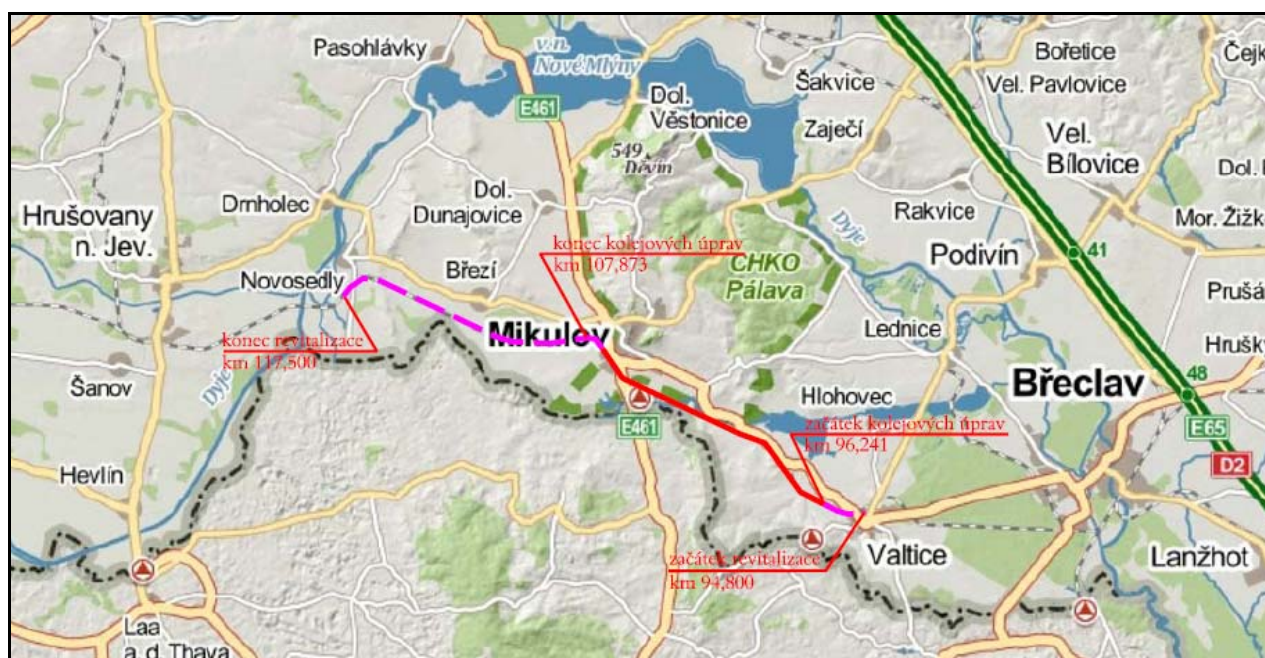 Pasohlávky
v.n.
Nové Mlýny
E461
Dol.
Věstonice
Šakvice
Zaječí
Bořetice
Vel. Pavlovice
Čejk
Vel.
Bílovice
549
Děvín
Drnholec
Dol.
Dunajovice
Hrušovany
n. Jev.
Dyje
Rakvice
Podivín
41
Dol.
Mor. Žižk
Novosedly
Březí
konec kolejových úprav
km 107,873
CHKO
Pálava
Prušá
Mikulov
Lednice
Hrušky
konec revitalizace
km 117,500
Šanov
Dyje
Hlohovec
Břeclav
48
E65
D2
E461
začátek kolejových úprav
km 96,241
Hevlín
začátek revitalizace
km 94,800
Valtice
Lanžhot
Laa
a. d. Thaya